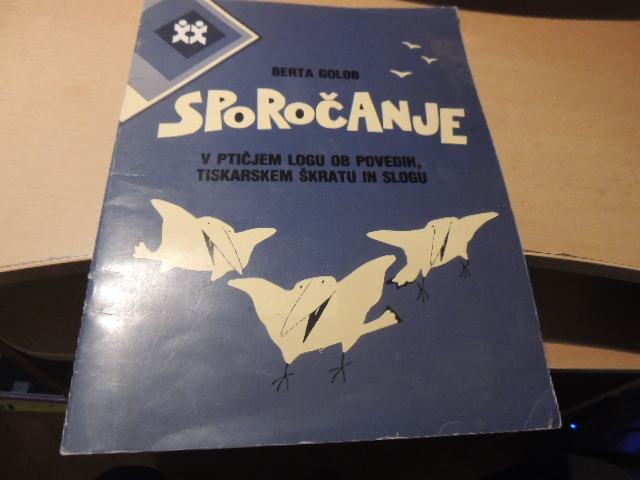 BERTA GOLOB
SPOROČANJE
V PTIČJEM LOGU OB POVEDIH,
TISKARSKEM ŠKRATU IN SLOGU